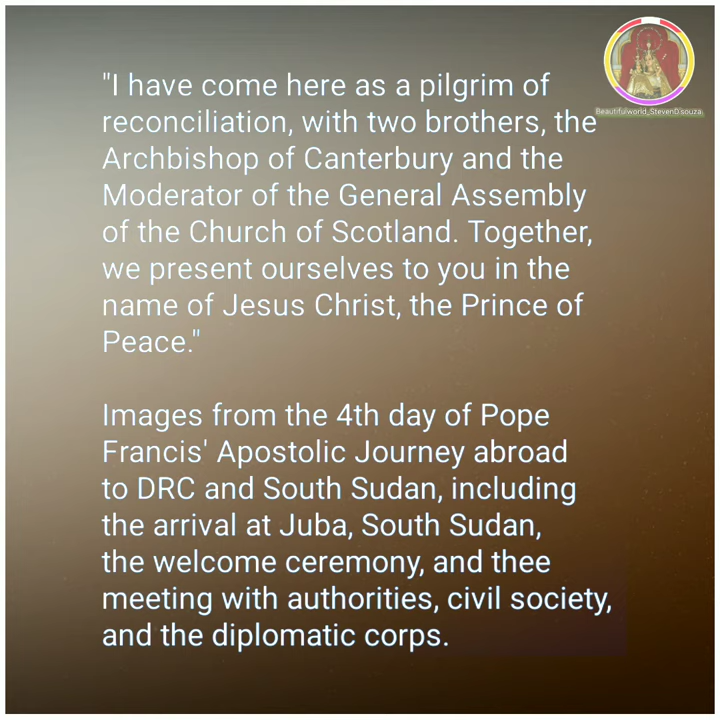 "I have come here as a pilgrim of
reconciliation, with two brothers, the
Archbishop of Canterbury and the
Moderator of the General Assembly
of the Church of Scotland. Together,
we present ourselves to you in the
name of Jesus Christ, the Prince of
Peace."
Images from the 4th day of Pope
Francis' Apostolic Journey abroad
to DRC and South Sudan, including
the arrival at Juba, South Sudan,
the welcome ceremony, and thee
meeting with authorities, civil society,
and the diplomatic corps.
Beautifulworld_StevenD'souza.